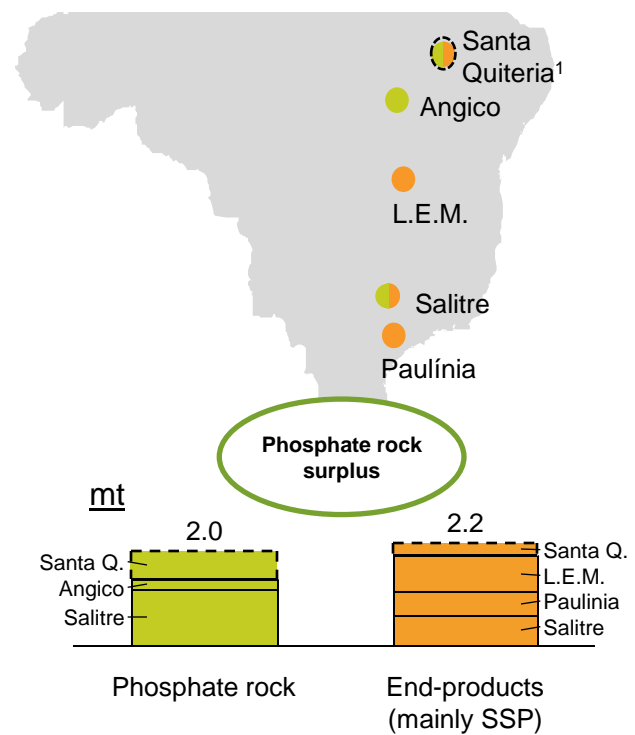 Santa
Quiteria¹
Angico
L.E.M.
Salitre
Paulínia
Phosphate rock
surplus
mt
2.0
2.2
Santa Q.
Angico
Salitre
Santa Q.
L.E.M.
Paulinia
Salitre
Phosphate rock
End-products
(mainly SSP)